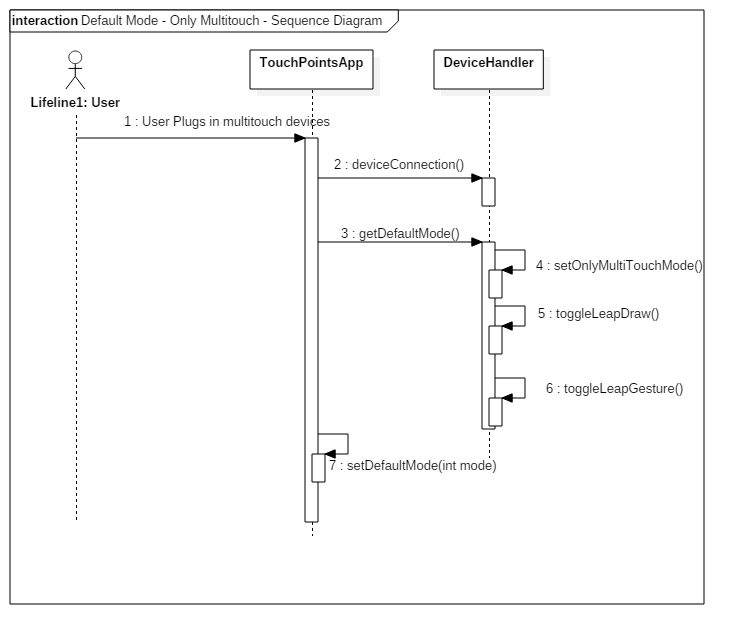 interaction Default Mode - Only Multitouch - Sequence Diagram
TouchPointsApp
DeviceHandler
Lifeline1: User
1 : User Plugs in multitouch devices
2 : deviceConnection()
3 : getDefaultMode()
4 : setOnlyMultiTouchMode()
5 : toggleLeapDraw()
6 : toggleLeapGesture()
7 : setDefaultMode(int mode)